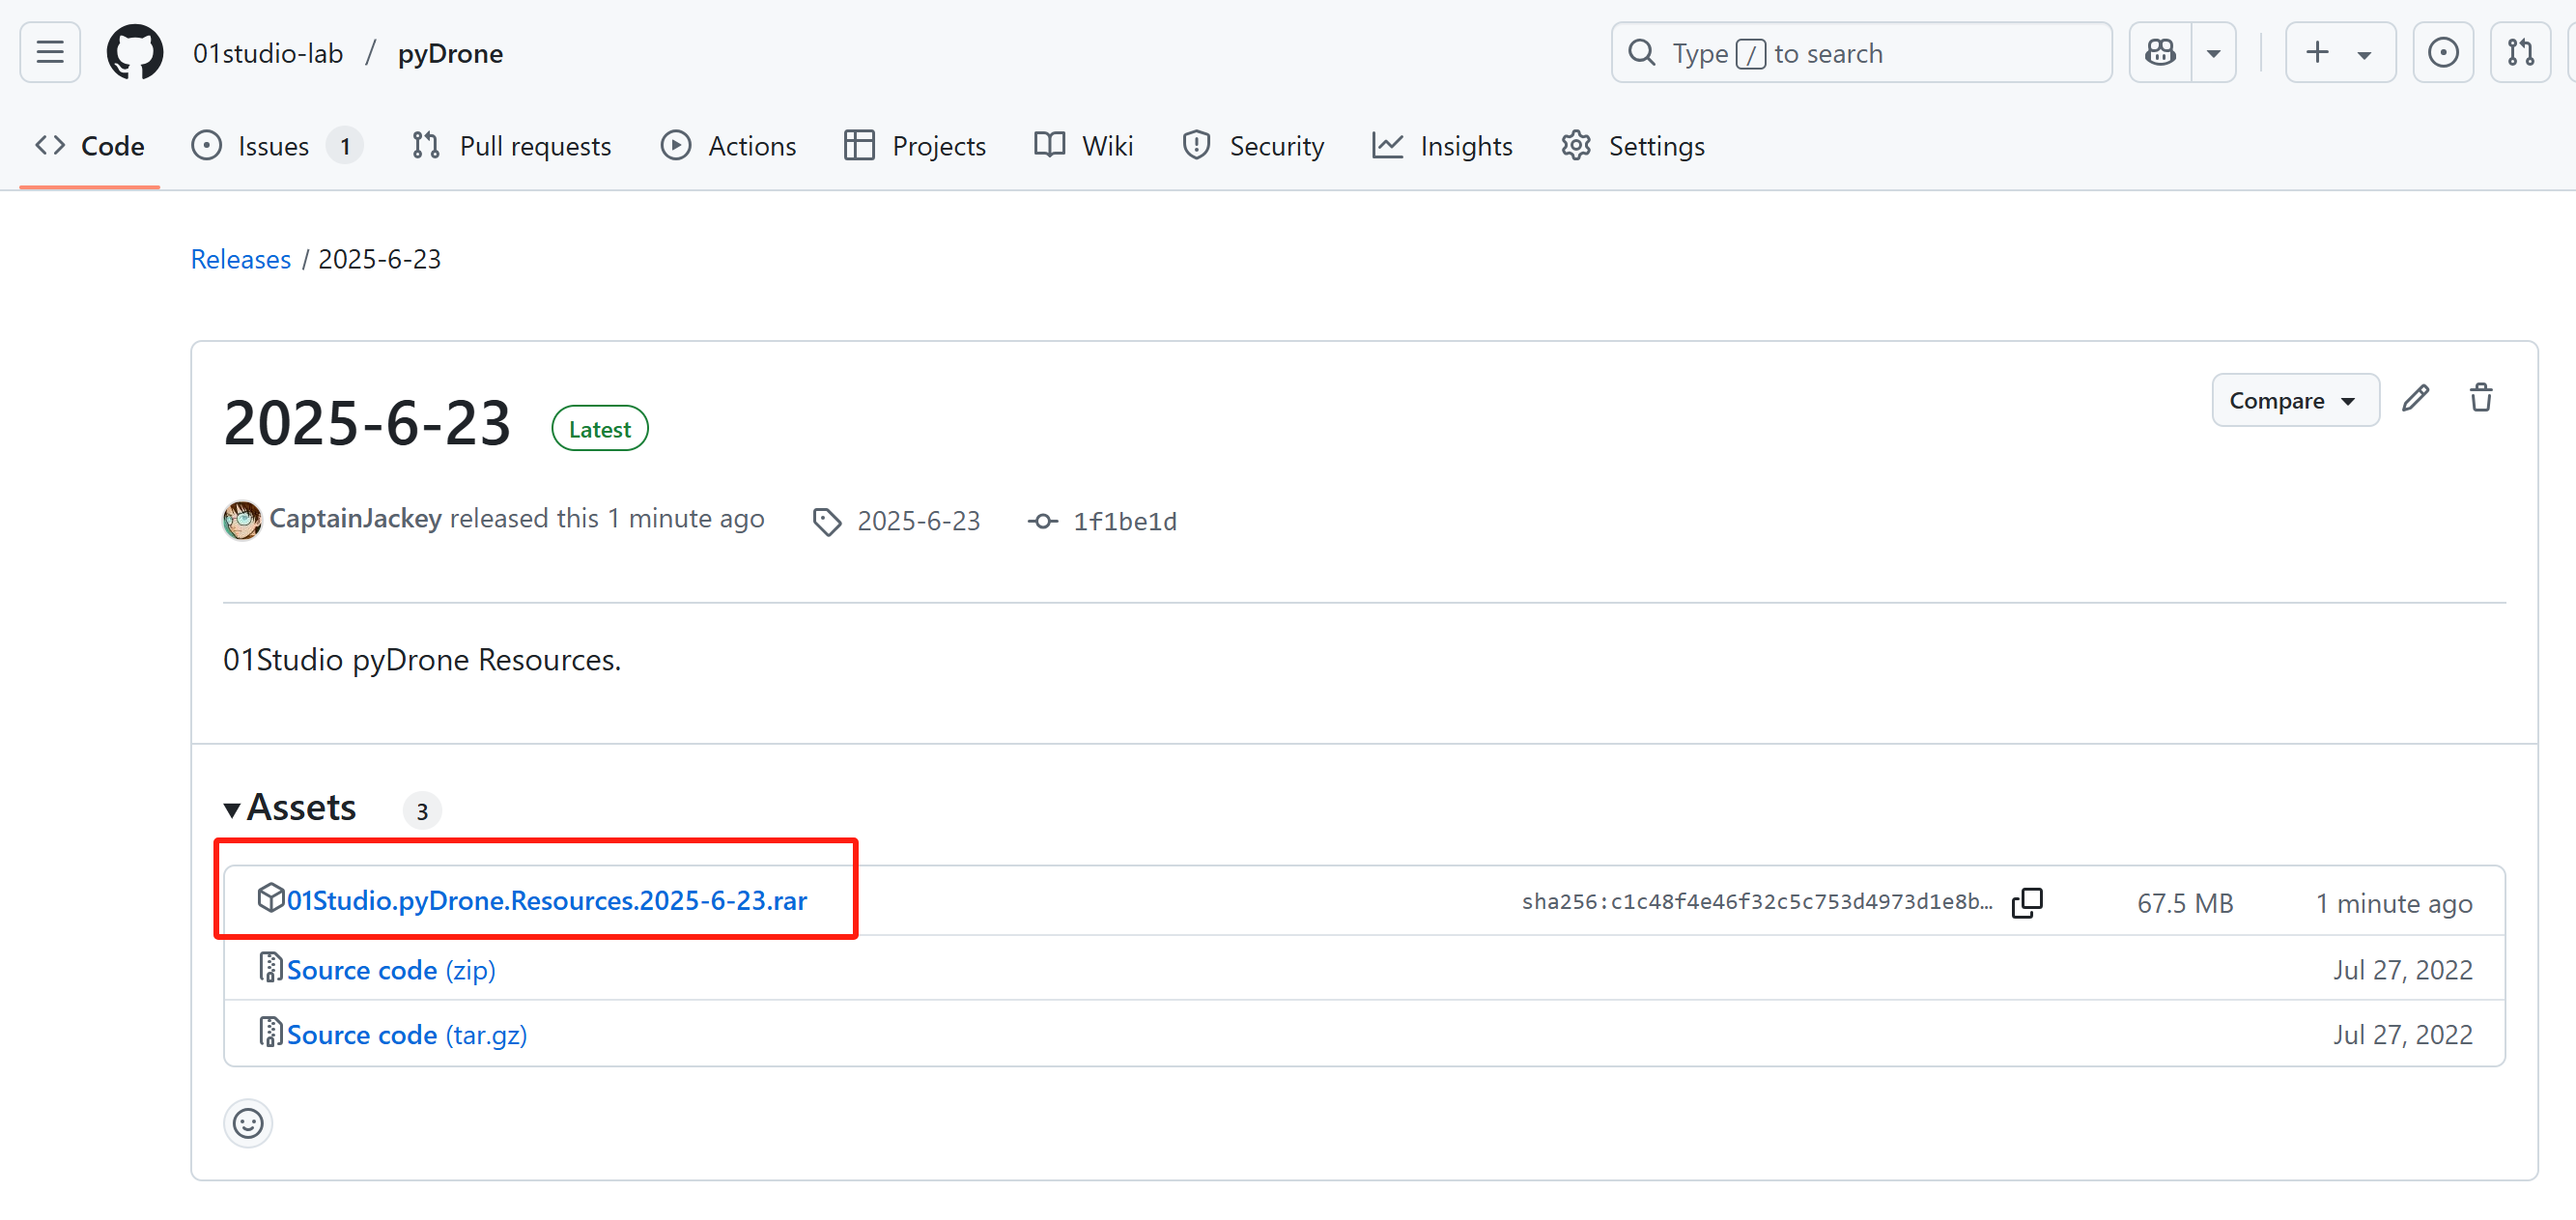 01studio-lab / pyDrone
Type / to search
Code Issues 1 Pull requests Actions Projects Wiki Security Insights Settings
Releases / 2025-6-23
2025-6-23 Latest
Compare
CaptainJackey released this 1 minute ago 2025-6-23 1f1be1d
01Studio pyDrone Resources.
Assets 3
01Studio.pyDrone.Resources.2025-6-23.rar sha256:c1c48f4e46f32c5c753d4973d1e8b… 67.5 MB 1 minute ago
Source code (zip) Jul 27, 2022
Source code (tar.gz) Jul 27, 2022